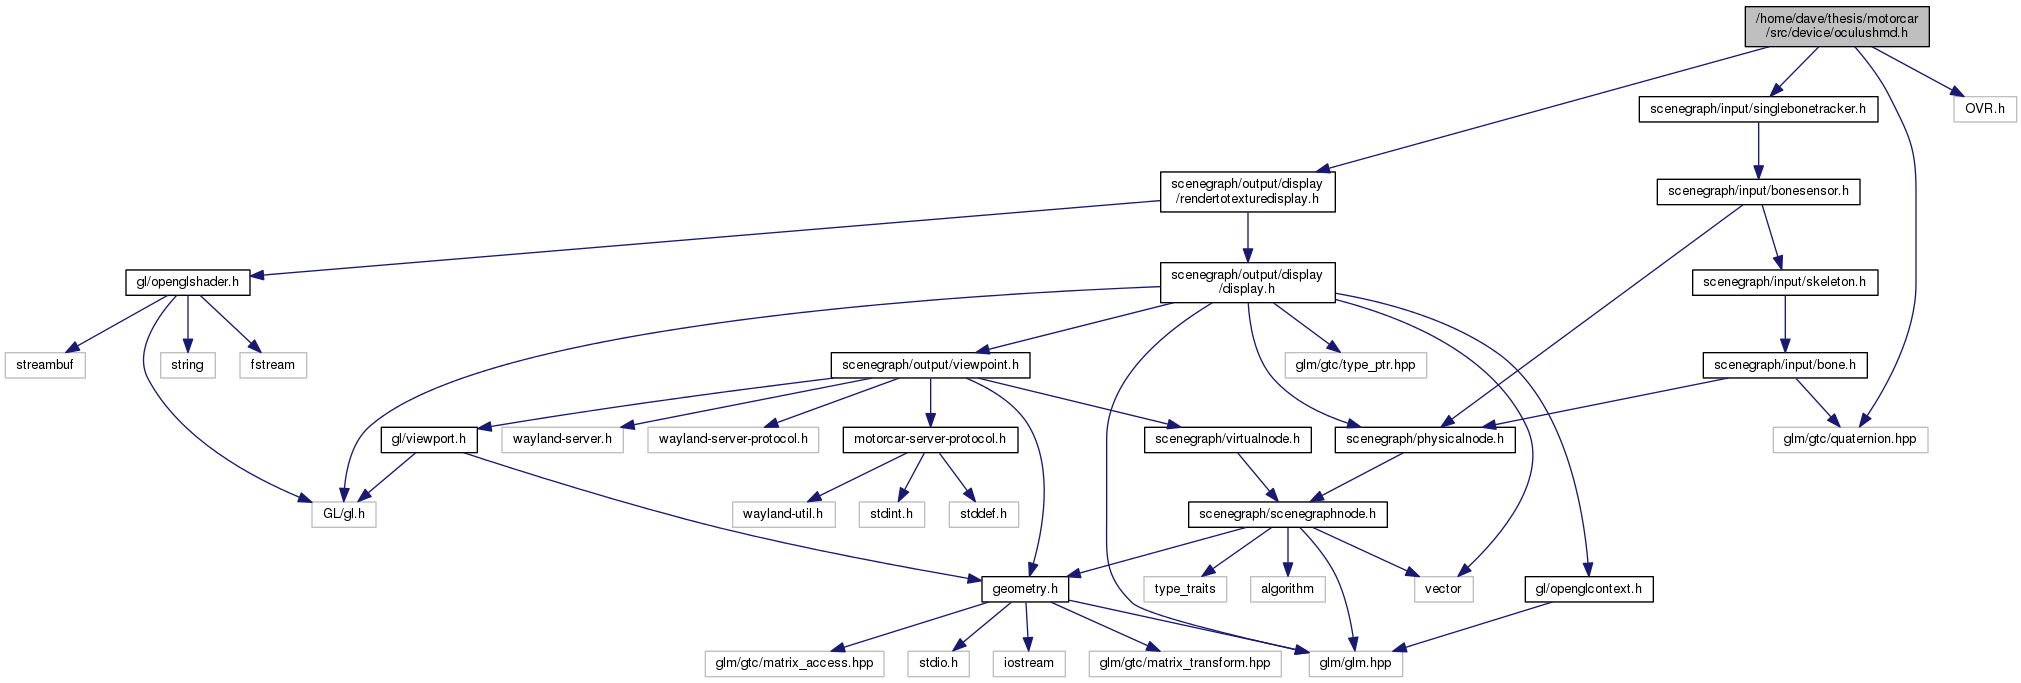 /home/dave/thesis/motorcar
/src/device/oculushmd.h
scenegraph/input/singlebonetracker.h
OVR.h
scenegraph/output/display
/rendertotexturedisplay.h
scenegraph/input/bonesensor.h
gl/openglshader.h
scenegraph/output/display
/display.h
scenegraph/input/skeleton.h
streambuf
string
fstream
scenegraph/output/viewpoint.h
glm/gtc/type_ptr.hpp
scenegraph/input/bone.h
gl/viewport.h
wayland-server.h
wayland-server-protocol.h
motorcar-server-protocol.h
scenegraph/virtualnode.h
scenegraph/physicalnode.h
glm/gtc/quaternion.hpp
GL/gl.h
wayland-util.h
stdint.h
stddef.h
scenegraph/scenegraphnode.h
geometry.h
type_traits
algorithm
vector
gl/openglcontext.h
glm/gtc/matrix_access.hpp
stdio.h
iostream
glm/gtc/matrix_transform.hpp
glm/glm.hpp